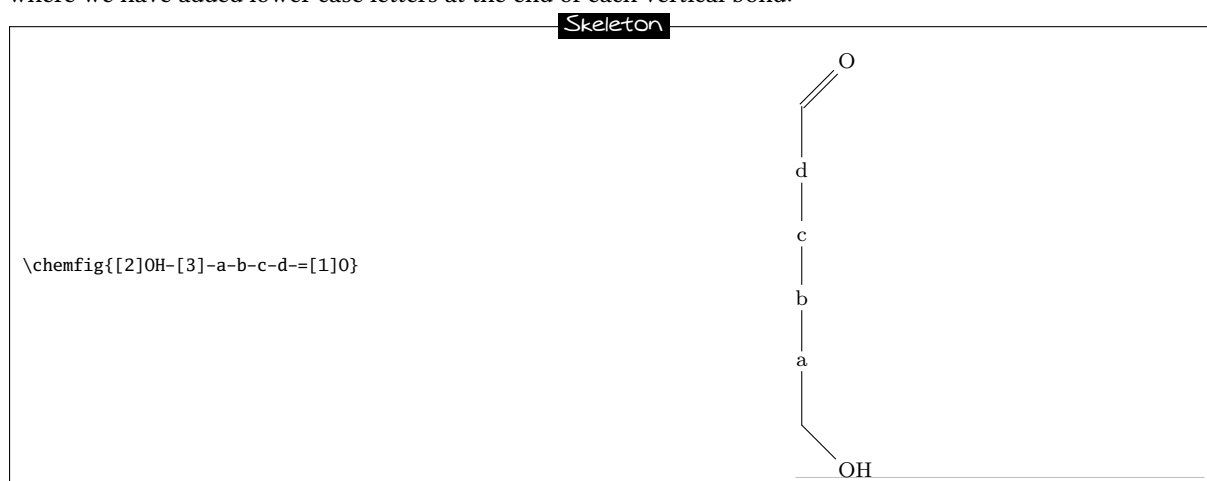 where we have added lower case letters at the end of each vertical bond:
Skeleton
O
d
c
\chemfig{[2]OH-[3]-a-b-c-d-=[1]O}
b
a
OH